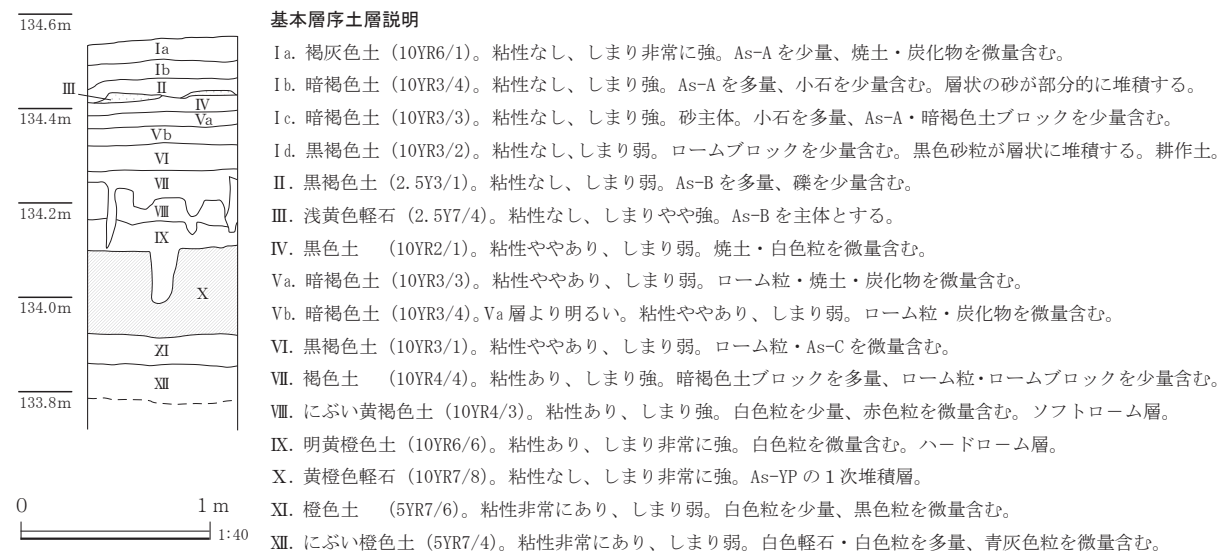 134.6m
134.4m
134.2m
134.0m
133.8m
Ⅰa
Ⅰb
Ⅱ
Ⅲ
Ⅳ
Ⅴa
Ⅴb
Ⅵ
Ⅶ
Ⅷ
Ⅸ
Ⅹ
Ⅺ
Ⅻ
0 1 m
1:40
基本層序土層説明
Ⅰa. 褐灰色土 (10YR6/1)。粘性なし、しまり非常に強。As-A を少量、焼土・炭化物を微量含む。
Ⅰb. 暗褐色土 (10YR3/4)。粘性なし、しまり強。As-A を多量、小石を少量含む。層状の砂が部分的に堆積する。
Ⅰc. 暗褐色土 (10YR3/3)。粘性なし、しまり強。砂主体。小石を多量、As-A・暗褐色土ブロックを少量含む。
Ⅰd. 黒褐色土 (10YR3/2)。粘性なし、しまり弱。ロームブロックを少量含む。黒色砂粒が層状に堆積する。耕作土。
Ⅱ. 黒褐色土 (2.5Y3/1)。粘性なし、しまり弱。As-B を多量、礫を少量含む。
Ⅲ. 浅黄色軽石 (2.5Y7/4)。粘性なし、しまりやや強。As-B を主体とする。
Ⅳ. 黒色土 (10YR2/1)。粘性ややあり、しまり弱。焼土・白色粒を微量含む。
Ⅴa. 暗褐色土 (10YR3/3)。粘性ややあり、しまり弱。ローム粒・焼土・炭化物を微量含む。
Ⅴb. 暗褐色土 (10YR3/4)。Ⅴa 層より明るい。粘性ややあり、しまり弱。ローム粒・炭化物を微量含む。
Ⅵ. 黒褐色土 (10YR3/1)。粘性ややあり、しまり弱。ローム粒・As-C を微量含む。
Ⅶ. 褐色土 (10YR4/4)。粘性あり、しまり強。暗褐色土ブロックを多量、ローム粒・ロームブロックを少量含む。
Ⅷ. にぶい黄褐色土 (10YR4/3)。粘性あり、しまり強。白色粒を少量、赤色粒を微量含む。ソフトローム層。
Ⅸ. 明黄橙色土 (10YR6/6)。粘性あり、しまり非常に強。白色粒を微量含む。ハードローム層。
Ⅹ. 黄橙色軽石 (10YR7/8)。粘性なし、しまり非常に強。As-YP の 1 次堆積層。
Ⅺ. 橙色土 (5YR7/6)。粘性非常にあり、しまり弱。白色粒を少量、黒色粒を微量含む。
Ⅻ. にぶい橙色土 (5YR7/4)。粘性非常にあり、しまり弱。白色軽石・白色粒を多量、青灰色粒を微量含む。